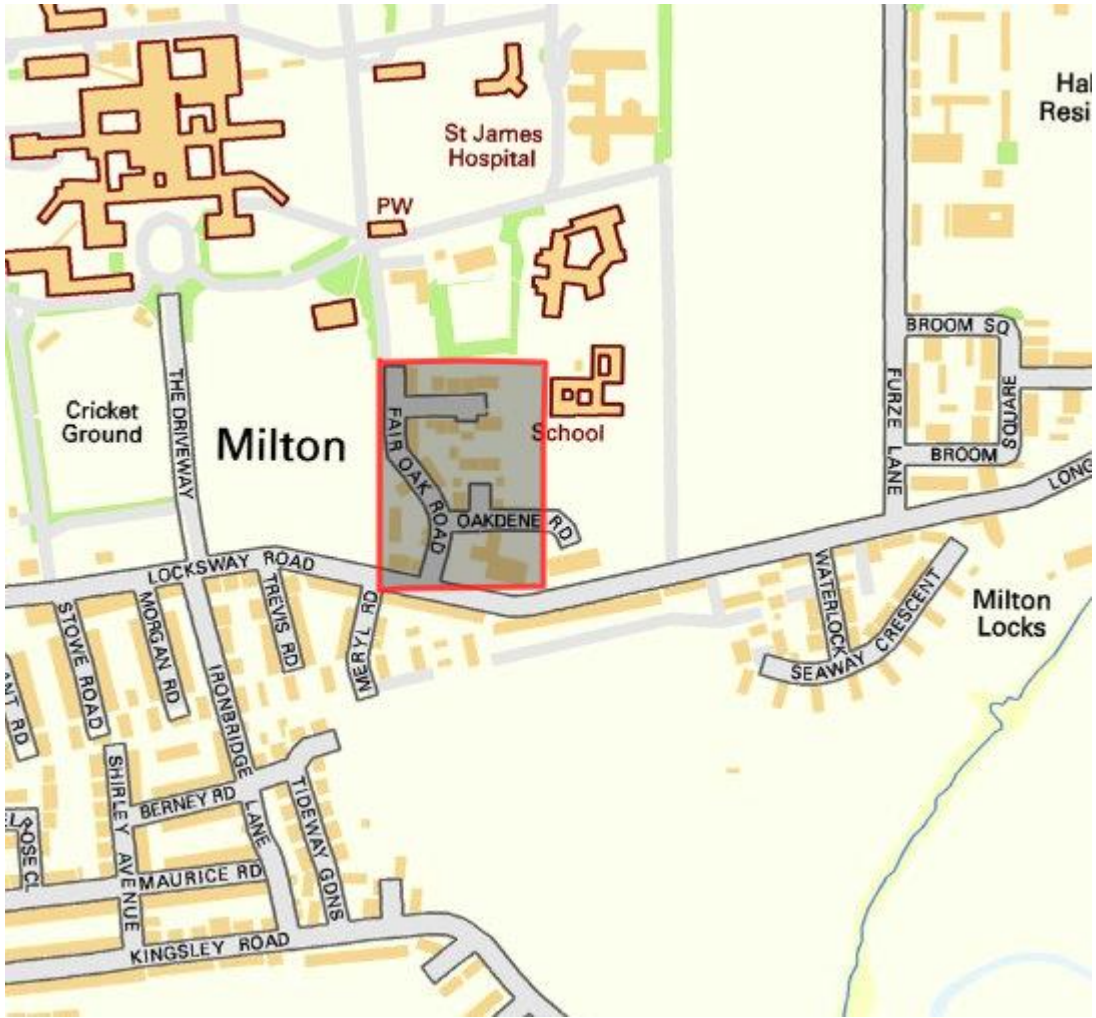 St James
Hospital
Hal
Resi
PW
BROOM SQ
THE DRIVEWAY
Cricket
Ground
Milton
FAIR OAK ROAD
School
FURZE LANE
SQUARE
BROOM
LONG
OAKDENE RD
LOCKSWAY ROAD
TREVIS RD
MERYL RD
STOWE ROAD
MORGAN RD
WATERLOCK
SEAWAY CRESCENT
Milton
Locks
ANT RD
IRONBRIDGE LANE
SHIRLEY AVENUE
BERNEY RD
TIDEWAY GDNS
MAURICE RD
KINGSLEY ROAD